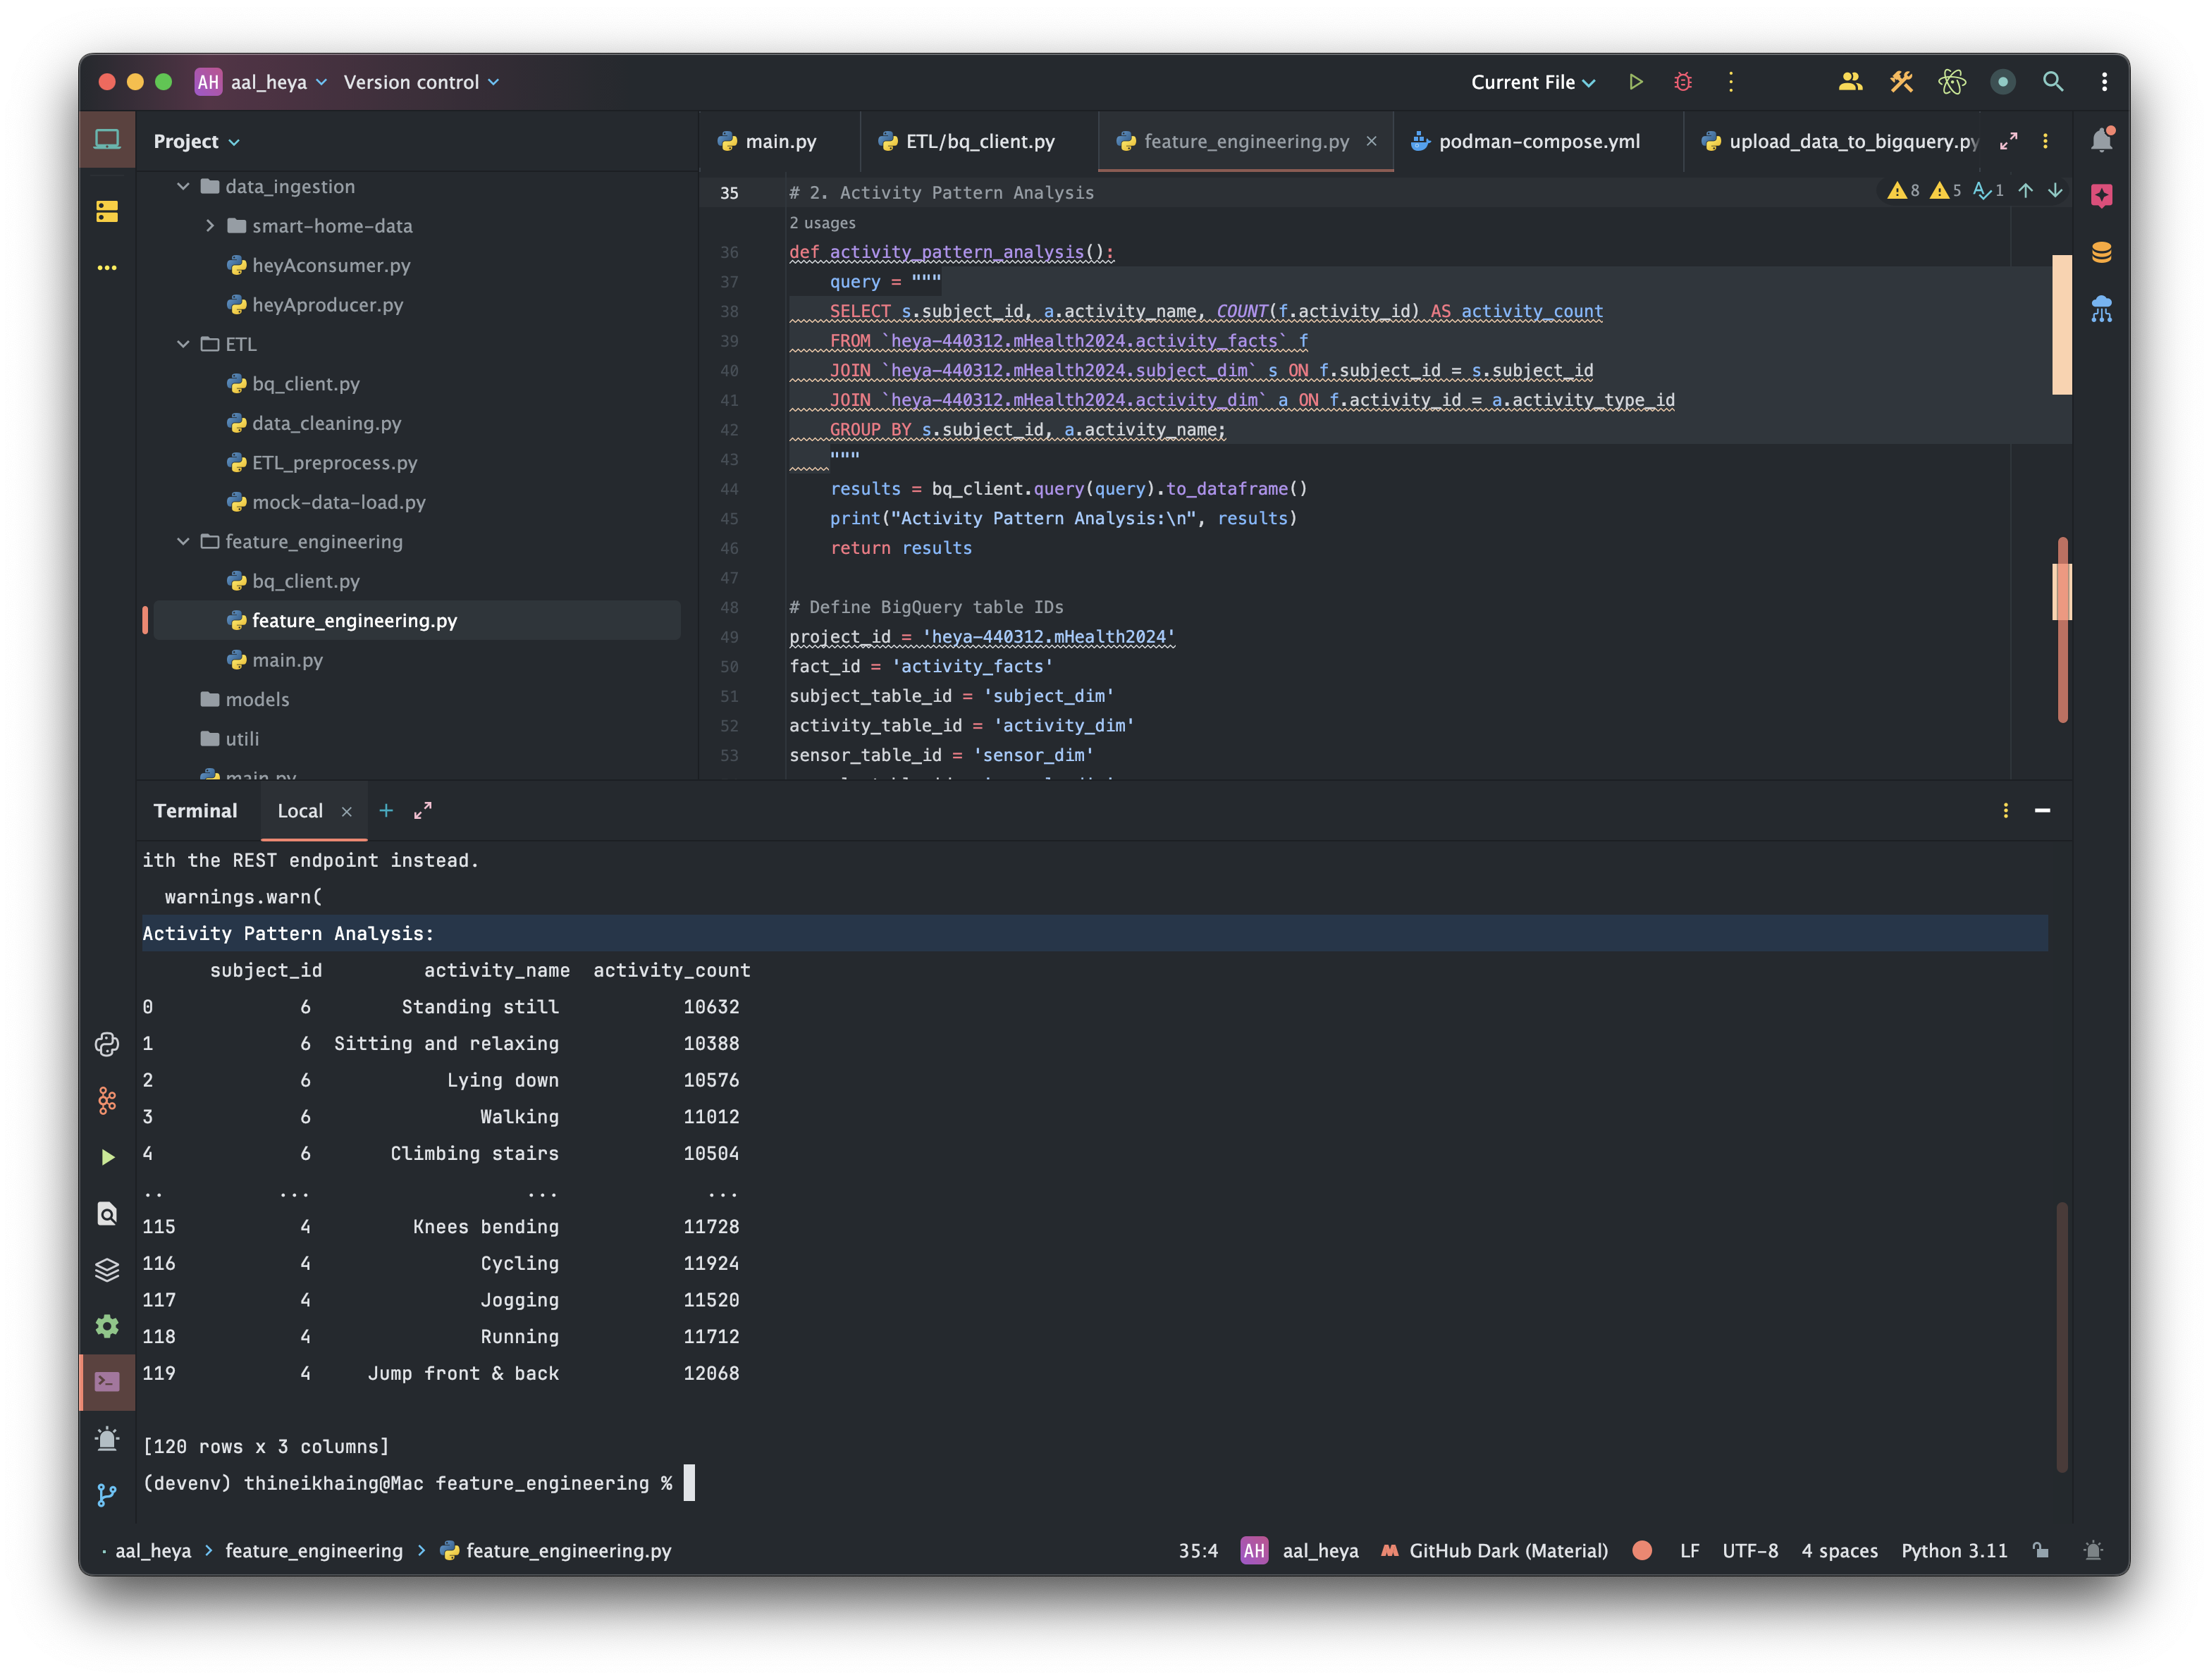 AH aal_heya Version control Current File
Project main.py ETL/bq_client.py feature_engineering.py podman-compose.yml upload_data_to_bigquery.py
data_ingestion
smart-home-data
heyAconsumer.py
heyAproducer.py
ETL
bq_client.py
data_cleaning.py
ETL_preprocess.py
mock-data-load.py
feature_engineering
bq_client.py
feature_engineering.py
main.py
models
utili
main.py
8 5 1
35 # 2. Activity Pattern Analysis
2 usages
36 def activity_pattern_analysis():
37 query = """
38 SELECT s.subject_id, a.activity_name, COUNT(f.activity_id) AS activity_count
39 FROM `heya-440312.mHealth2024.activity_facts` f
40 JOIN `heya-440312.mHealth2024.subject_dim` s ON f.subject_id = s.subject_id
41 JOIN `heya-440312.mHealth2024.activity_dim` a ON f.activity_id = a.activity_type_id
42 GROUP BY s.subject_id, a.activity_name;
43 """
44 results = bq_client.query(query).to_dataframe()
45 print("Activity Pattern Analysis:\n", results)
46 return results
47
48 # Define BigQuery table IDs
49 project_id = 'heya-440312.mHealth2024'
50 fact_id = 'activity_facts'
51 subject_table_id = 'subject_dim'
52 activity_table_id = 'activity_dim'
53 sensor_table_id = 'sensor_dim'
Terminal Local
ith the REST endpoint instead.
warnings.warn(
Activity Pattern Analysis:
subject_id activity_name activity_count
0 6 Standing still 10632
1 6 Sitting and relaxing 10388
2 6 Lying down 10576
3 6 Walking 11012
4 6 Climbing stairs 10504
.. ... ... ...
115 4 Knees bending 11728
116 4 Cycling 11924
117 4 Jogging 11520
118 4 Running 11712
119 4 Jump front & back 12068
[120 rows x 3 columns]
(devenv) thineikhaing@Mac feature_engineering %
aal_heya > feature_engineering > feature_engineering.py 35:4 AH aal_heya GitHub Dark (Material) LF UTF-8 4 spaces Python 3.11